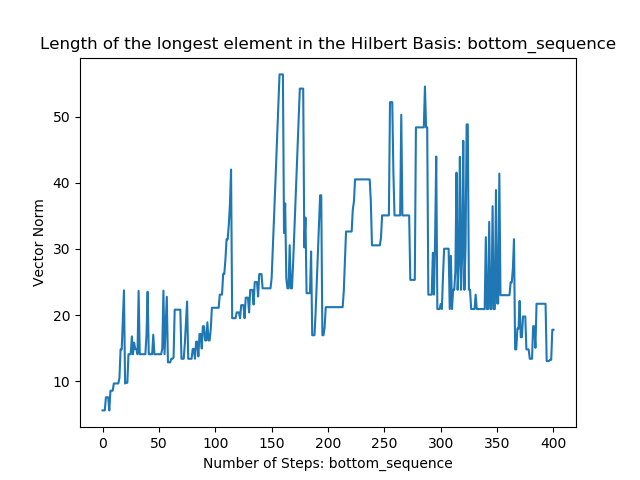 Length of the longest element in the Hilbert Basis: bottom_sequence
50
40
30
20
10
Vector Norm
0 50 100 150 200 250 300 350 400
Number of Steps: bottom_sequence